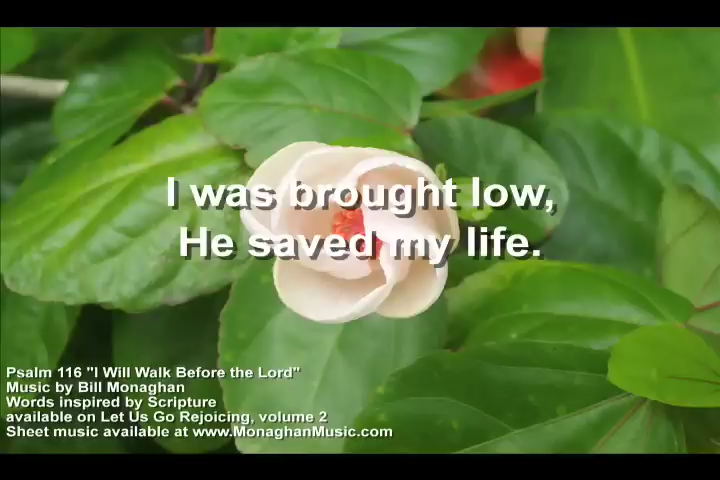 I was brought low,
He saved my life.
Psalm 116 "I Will Walk Before the Lord"
Music by Bill Monaghan
Words inspired by Scripture
available on Let Us Go Rejoicing, volume 2
Sheet music available at www.MonaghanMusic.com